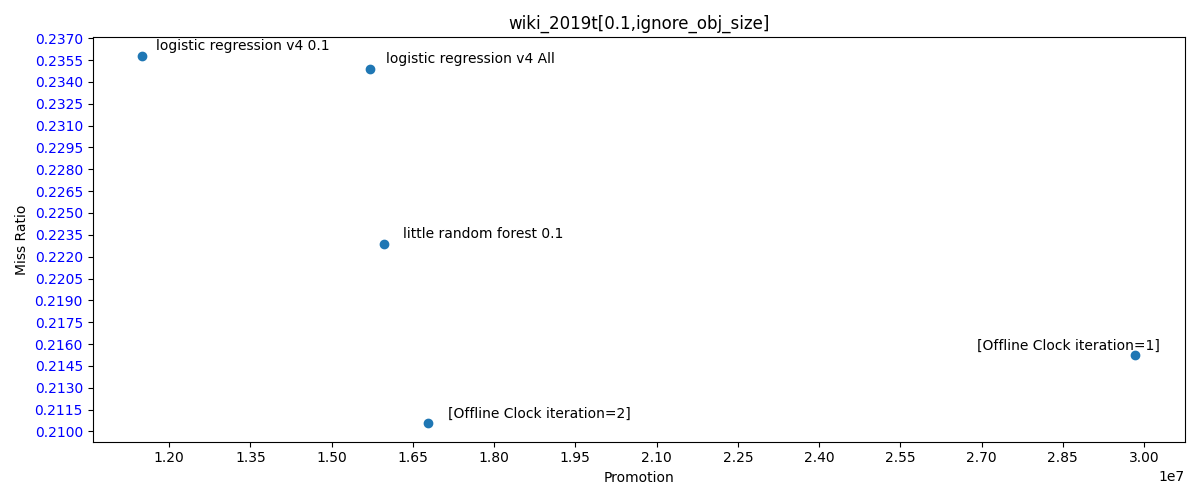 wiki_2019t[0.1,ignore_obj_size]
0.2370
0.2355
0.2340
0.2325
0.2310
0.2295
0.2280
0.2265
0.2250
0.2235
0.2220
0.2205
0.2190
0.2175
0.2160
0.2145
0.2130
0.2115
0.2100
Miss Ratio
logistic regression v4 0.1
logistic regression v4 All
little random forest 0.1
[Offline Clock iteration=1]
[Offline Clock iteration=2]
1.20 1.35 1.50 1.65 1.80 1.95 2.10 2.25 2.40 2.55 2.70 2.85 3.00
1e7
Promotion